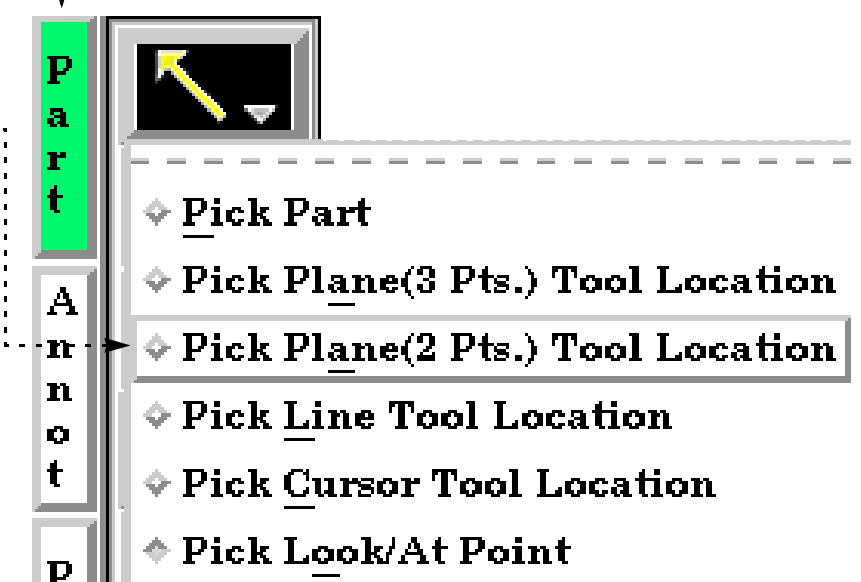 Part
Annot
P
Pick Part
Pick Plane(3 Pts.) Tool Location
Pick Plane(2 Pts.) Tool Location
Pick Line Tool Location
Pick Cursor Tool Location
Pick Look/At Point